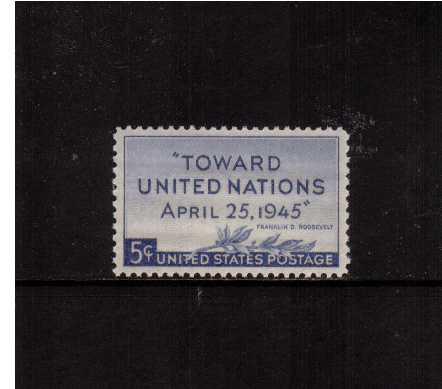 "TOWARD
UNITED NATIONS
APRIL 25, 1945"
FRANKLIN D. ROOSEVELT
5¢ UNITED STATES POSTAGE